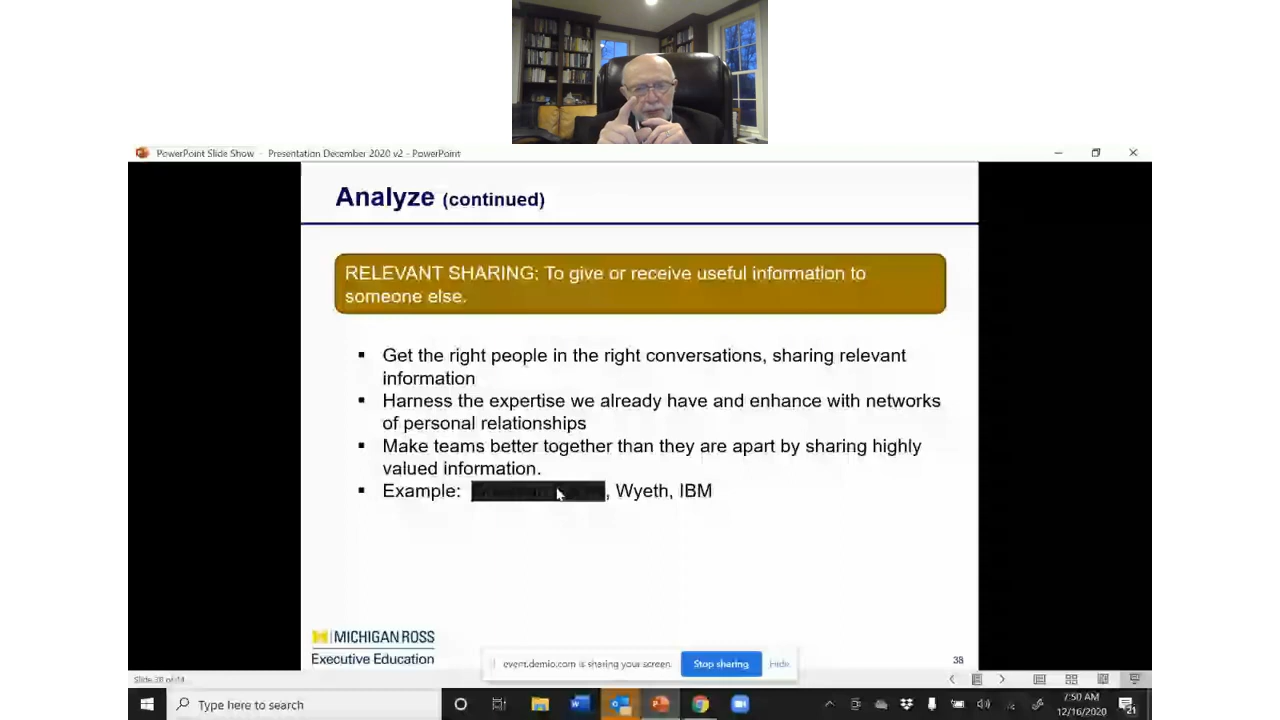 PowerPoint Slide Show - Presentation December 2020 v2 - PowerPoint
Analyze (continued)
RELEVANT SHARING: To give or receive useful information to
someone else.
▪ Get the right people in the right conversations, sharing relevant
information
▪ Harness the expertise we already have and enhance with networks
of personal relationships
▪ Make teams better together than they are apart by sharing highly
valued information.
▪ Example: , Wyeth, IBM
M MICHIGAN ROSS
Executive Education
event.demio.com is sharing your screen. Stop sharing Hide
38
Type here to search
7:50 AM
12/16/2020
21